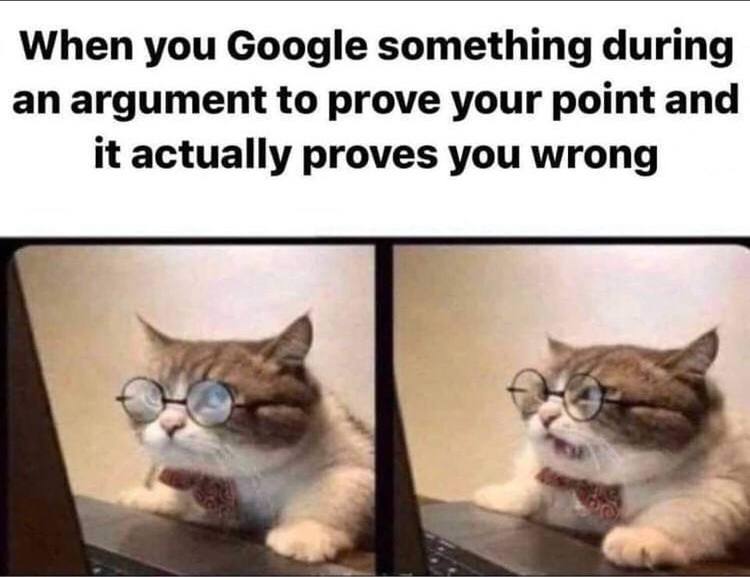 When you Google something during
an argument to prove your point and
it actually proves you wrong